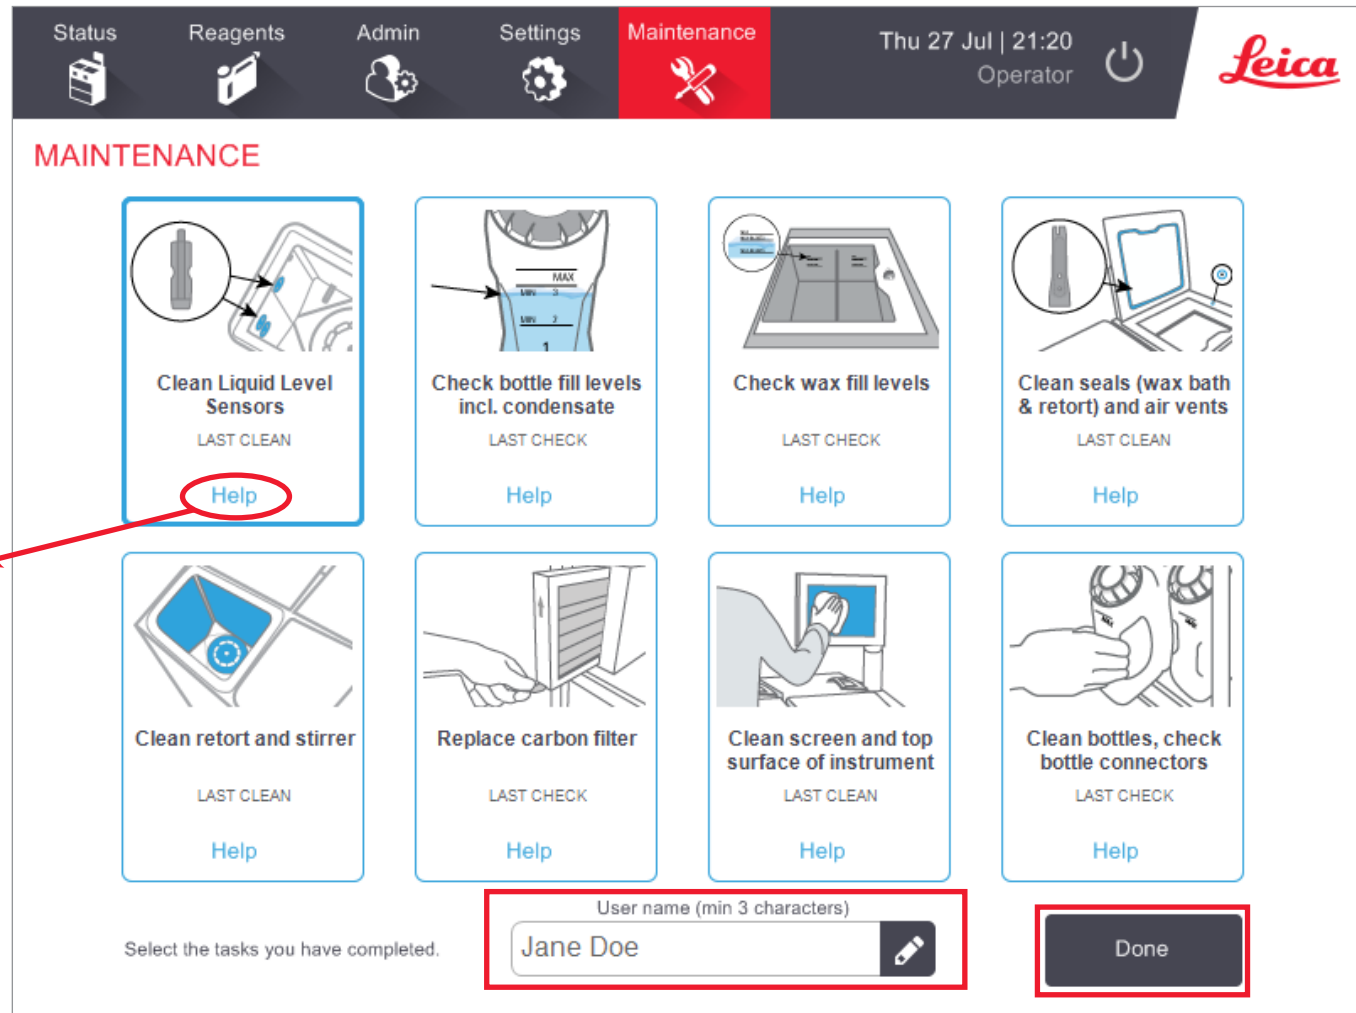 Status Reagents Admin Settings Maintenance Thu 27 Jul | 21:20
Operator
Leica
MAINTENANCE
MAX
MIN 3
MIN 2
1
Clean Liquid Level
Sensors
LAST CLEAN
Help
Check bottle fill levels
incl. condensate
LAST CHECK
Help
Check wax fill levels
LAST CHECK
Help
Clean seals (wax bath
& retort) and air vents
LAST CLEAN
Help
Clean retort and stirrer
LAST CLEAN
Help
Replace carbon filter
LAST CHECK
Help
Clean screen and top
surface of instrument
LAST CLEAN
Help
Clean bottles, check
bottle connectors
LAST CHECK
Help
User name (min 3 characters)
Select the tasks you have completed.
Jane Doe
Done